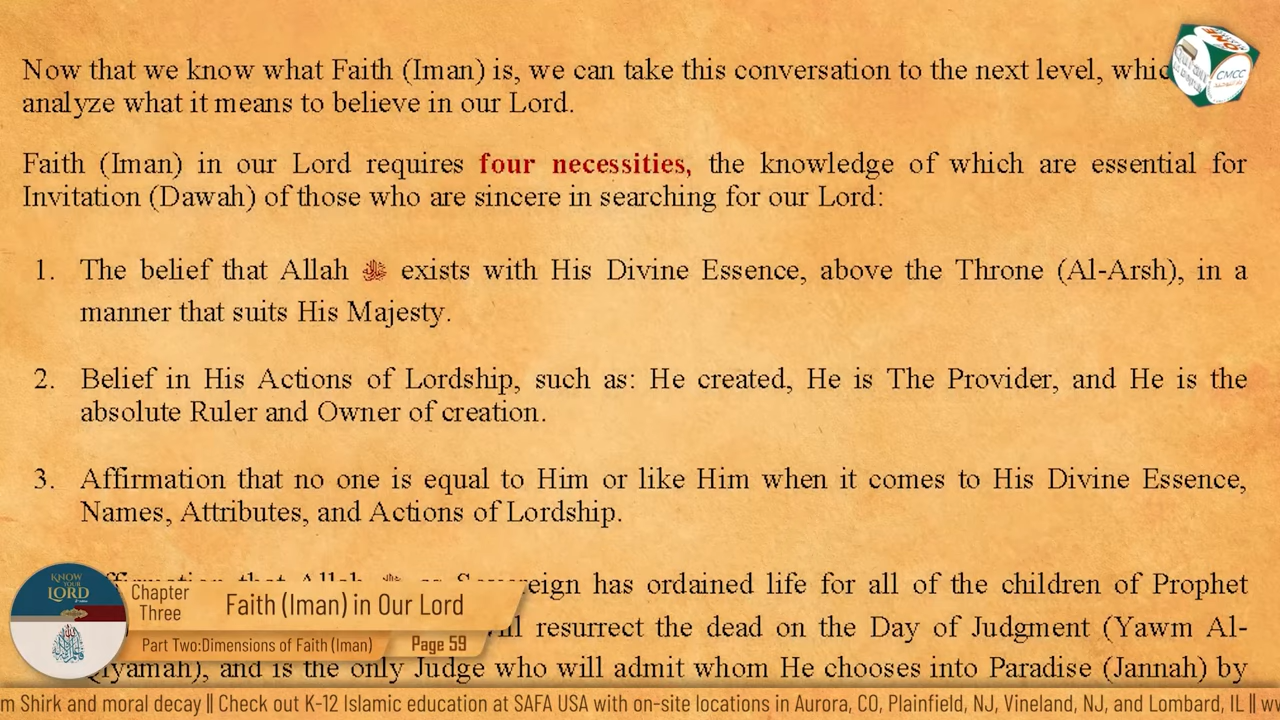 Now that we know what Faith (Iman) is, we can take this conversation to the next level, whic
analyze what it means to believe in our Lord.
Faith (Iman) in our Lord requires four necessities, the knowledge of which are essential for
Invitation (Dawah) of those who are sincere in searching for our Lord:
1. The belief that Allah ﷻ exists with His Divine Essence, above the Throne (Al-Arsh), in a
manner that suits His Majesty.
2. Belief in His Actions of Lordship, such as: He created, He is The Provider, and He is the
absolute Ruler and Owner of creation.
3. Affirmation that no one is equal to Him or like Him when it comes to His Divine Essence,
Names, Attributes, and Actions of Lordship.
Affirmation that Allah ﷻ as Sovereign has ordained life for all of the children of Prophet
resurrect the dead on the Day of Judgment (Yawm Al-
Qiyamah), and is the only Judge who will admit whom He chooses into Paradise (Jannah) by
CMCC
KNOW
YOUR
LORD
Chapter
Three
Faith (Iman) in Our Lord
Part Two:Dimensions of Faith (Iman)
Page 59
m Shirk and moral decay || Check out K-12 Islamic education at SAFA USA with on-site locations in Aurora, CO, Plainfield, NJ, Vineland, NJ, and Lombard, IL || ww